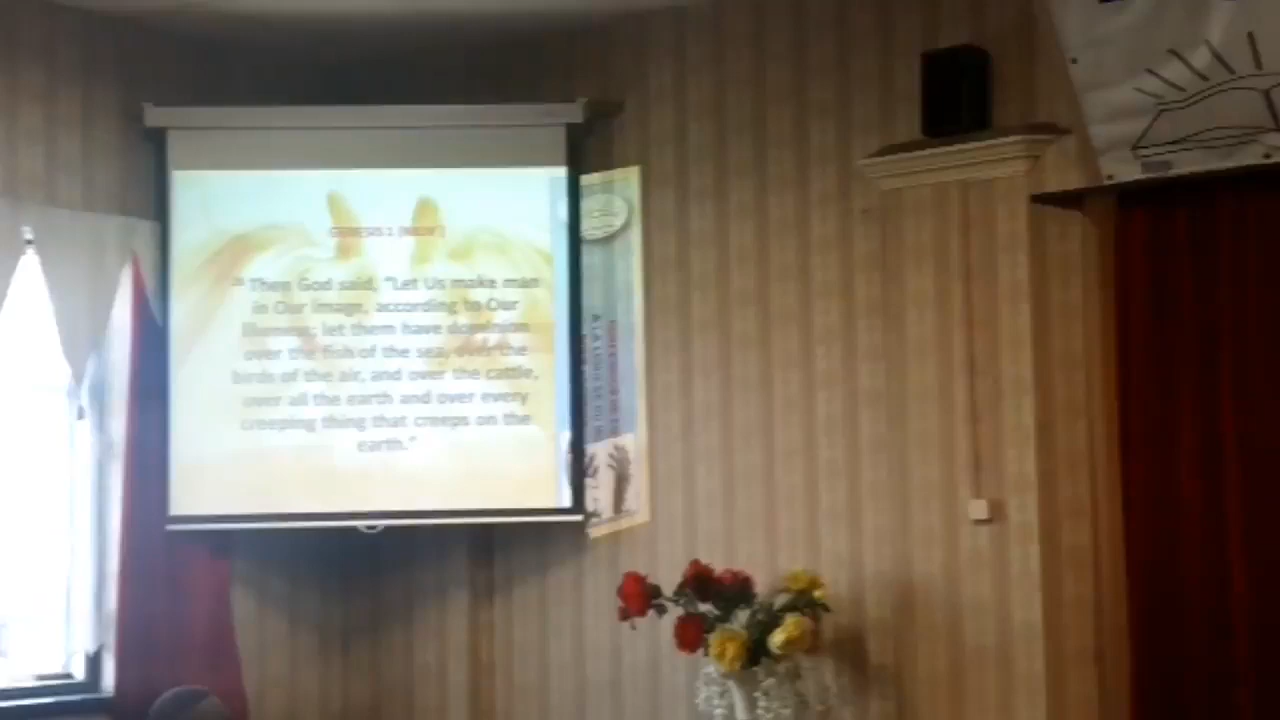 GENESIS 1 (NKJV)
26 Then God said, "Let Us make man
in Our image, according to Our
likeness; let them have dominion
over the fish of the sea, over the
birds of the air, and over the cattle,
over all the earth and over every
creeping thing that creeps on the
earth."